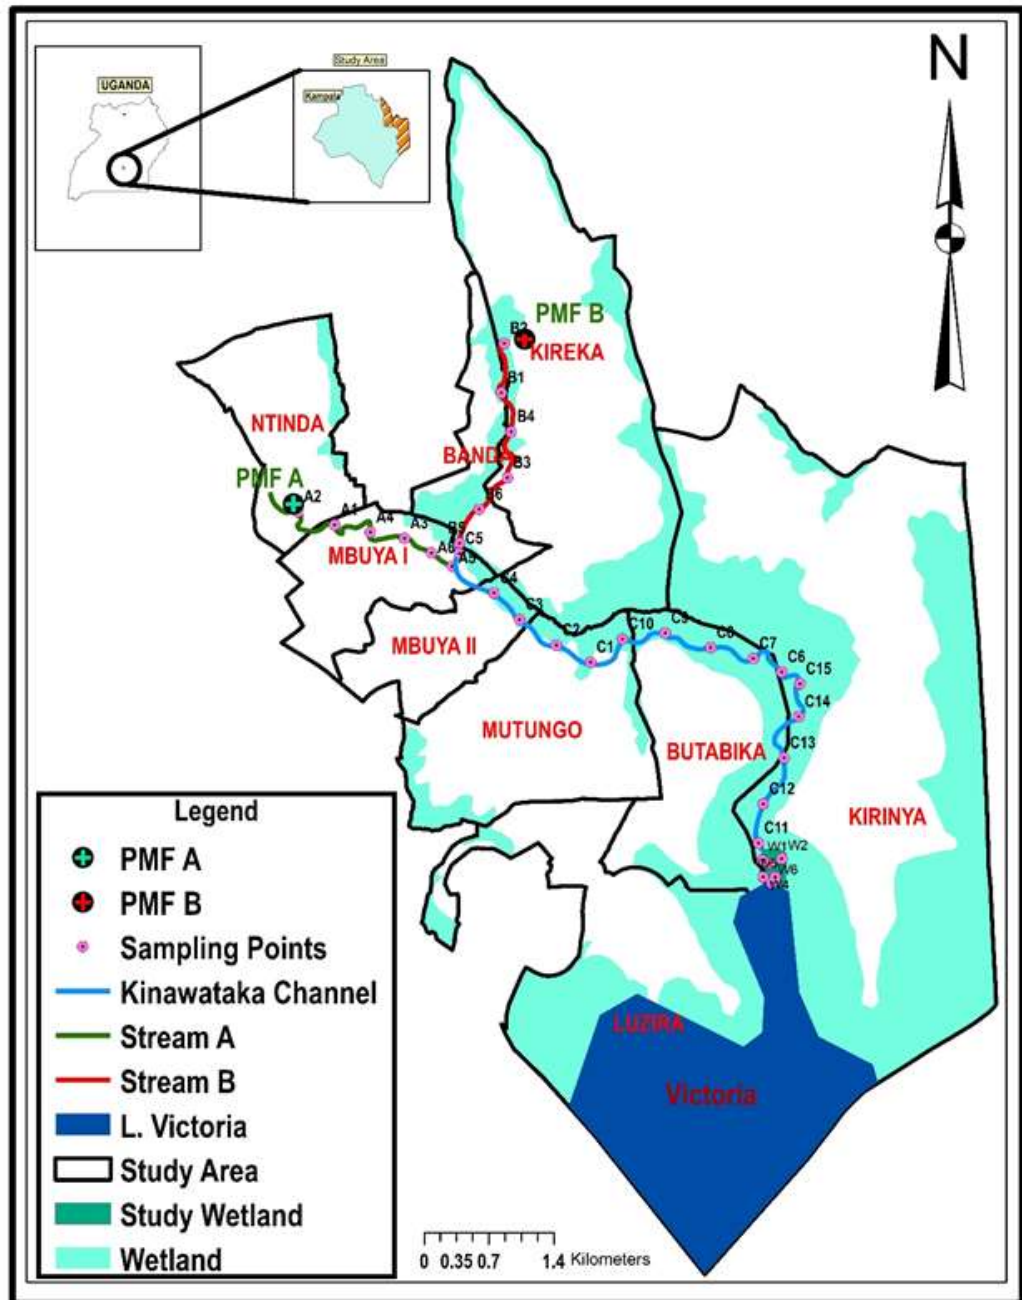 N
Study Area
UGANDA
Kampala
PMF B
B2
KIREKA
B1
NTINDA
B4
BANDA
B3
PMF A
A2
B6
A1
A4
A3
B5
C5
MBUYA I
A6
A5
C4
C3
MBUYA II
C2
C10
C9
C8
C1
C7
C6
C15
C14
MUTUNGO
BUTABIKA
C13
C12
KIRINYA
C11
W1
W2
W6
W4
LUZIRA
Victoria
Legend
PMF A
PMF B
Sampling Points
Kinawataka Channel
Stream A
Stream B
L. Victoria
Study Area
Study Wetland
Wetland
0 0.35 0.7 1.4 Kilometers